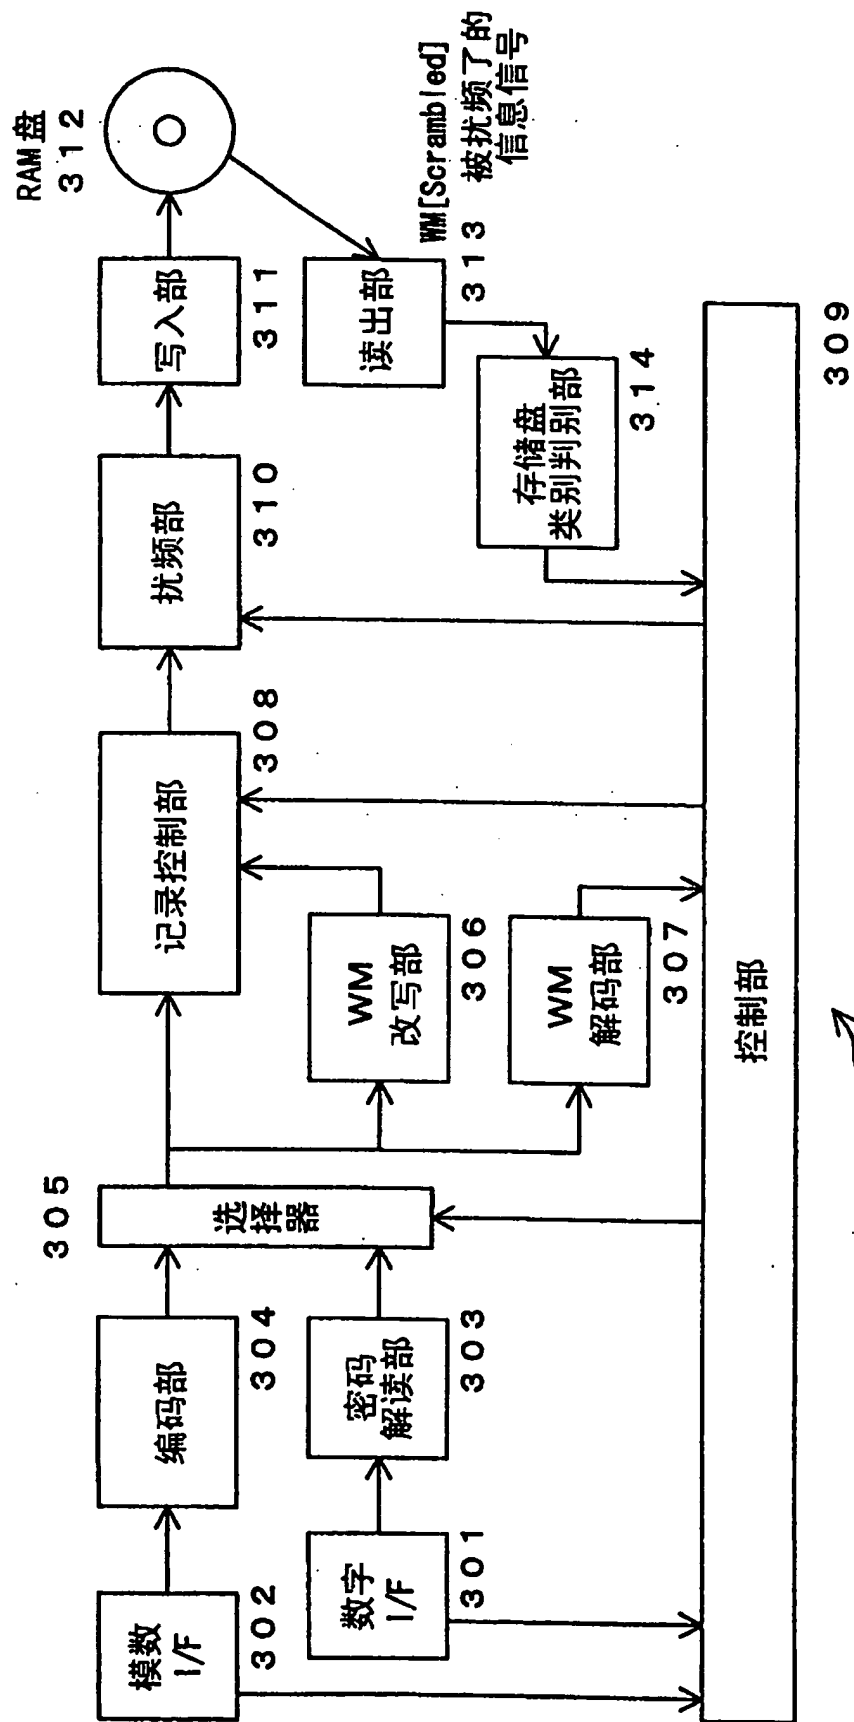 模数
I/F
302
编码部
304
数字
I/F
301
密码
解读部
303
305
选择器
记录控制部
308
WM
改写部
306
WM
解码部
307
扰频部
310
写入部
311
RAM盘
312
读出部
313
WM[Scrambled]
被扰频了的
信息信号
存储盘
类别判别部
314
控制部
309